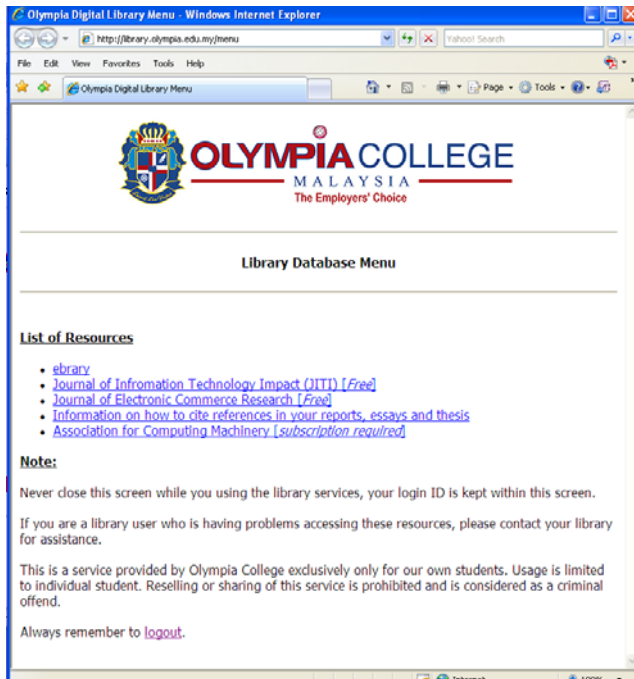 Olympia Digital Library Menu - Windows Internet Explorer
http://library.olympia.edu.my/menu
Yahoo! Search
File Edit View Favorites Tools Help
Olympia Digital Library Menu
Page Tools
OLYMPIA COLLEGE
MALAYSIA
The Employers' Choice
Library Database Menu
List of Resources
ebrary
Journal of Infromation Technology Impact (JITI) [Free]
Journal of Electronic Commerce Research [Free]
Information on how to cite references in your reports, essays and thesis
Association for Computing Machinery [subscription required]
Note:
Never close this screen while you using the library services, your login ID is kept within this screen.
If you are a library user who is having problems accessing these resources, please contact your library
for assistance.
This is a service provided by Olympia College exclusively only for our own students. Usage is limited
to individual student. Reselling or sharing of this service is prohibited and is considered as a criminal
offend.
Always remember to logout.